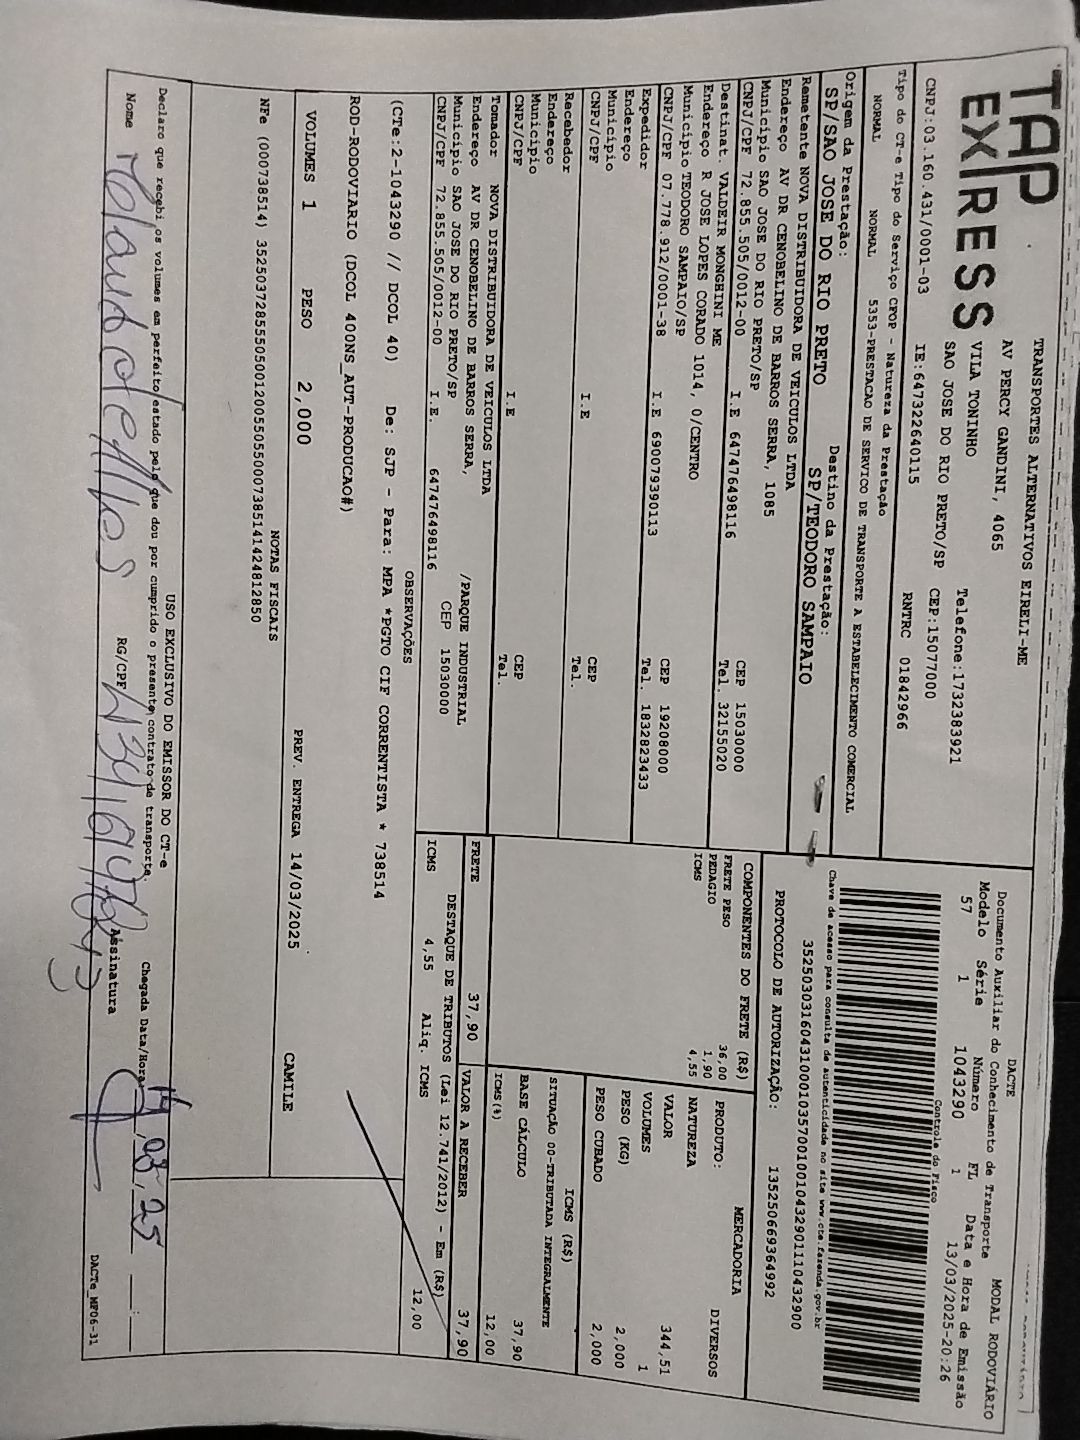 TAP
EXPRESS
TRANSPORTES ALTERNATIVOS EIRELI-ME
AV PERCY GANDINI, 4065
VILA TONINHO Telefone:1732383921
SAO JOSE DO RIO PRETO/SP CEP:15077000
CNPJ:03.160.431/0001-03 IE:647322640115 RNTRC 01842966
Tipo do CT-e Tipo do Serviço CFOP - Natureza da Prestação
NORMAL NORMAL 5353-PRESTACAO DE SERVICO DE TRANSPORTE A ESTABELECIMENTO COMERCIAL
Origem da Prestação: Destino da Prestação:
SP/SAO JOSE DO RIO PRETO SP/TEODORO SAMPAIO
Remetente NOVA DISTRIBUIDORA DE VEICULOS LTDA
Endereço AV DR CENOBELINO DE BARROS SERRA, 1085
Município SAO JOSE DO RIO PRETO/SP CEP 15030000
CNPJ/CPF 72.855.505/0012-00 I.E 647476498116 Tel. 32155020
Destinat. VALDEIR MONGHINI ME
Endereço R JOSE LOPES CORADO 1014, 0/CENTRO
Município TEODORO SAMPAIO/SP CEP 19208000
CNPJ/CPF 07.778.912/0001-38 I.E 690079390113 Tel. 1832823433
Expedidor
Endereço
Município CEP
CNPJ/CPF I.E Tel.
Recebedor
Endereço
Município CEP
CNPJ/CPF I.E Tel.
Tomador NOVA DISTRIBUIDORA DE VEICULOS LTDA
Endereço AV DR CENOBELINO DE BARROS SERRA, /PARQUE INDUSTRIAL
Município SAO JOSE DO RIO PRETO/SP CEP 15030000
CNPJ/CPF 72.855.505/0012-00 I.E. 647476498116
DACTE MODAL RODOVIÁRIO
Documento Auxiliar do Conhecimento de Transporte
Modelo Série Número FL Data e Hora de Emissão
57 1 1043290 1 13/03/2025-20:26
Controle do Fisco
Chave de acesso para consulta de autenticidade no site www.cte.fazenda.gov.br
35250303160431000103570010010432901110432900
PROTOCOLO DE AUTORIZAÇÃO: 135250669364992
COMPONENTES DO FRETE (R$)
FRETE PESO 36,00
PEDAGIO 1,90
ICMS 4,55
MERCADORIA
PRODUTO: DIVERSOS
NATUREZA
VALOR 344,51
VOLUMES 1
PESO (KG) 2,000
PESO CUBADO 2,000
ICMS (R$)
SITUAÇÃO 00-TRIBUTADA INTEGRALMENTE
BASE CÁLCULO 37,90
ICMS(%) 12,00
FRETE 37,90 VALOR A RECEBER 37,90
DESTAQUE DE TRIBUTOS (Lei 12.741/2012) - Em (R$)
ICMS 4,55 Aliq. ICMS 12,00
OBSERVAÇÕES
(CTe:2-1043290 // DCOL 40) De: SJP - Para: MPA *PGTO CIF CORRENTISTA * 738514
ROD-RODOVIARIO (DCOL 400NS_AUT-PRODUCAO#)
VOLUMES 1 PESO 2,000 PREV. ENTREGA 14/03/2025 CAMILE
NOTAS FISCAIS
NFe (000738514) 35250372855505001200550550007385141424812850
USO EXCLUSIVO DO EMISSOR DO CT-e
Declaro que recebi os volumes em perfeito estado pelo que dou por cumprido o presente contrato de transporte. Chegada Data/Hora 14/03/25 :
Nome RG/CPF Assinatura
DACTe_MF06-31